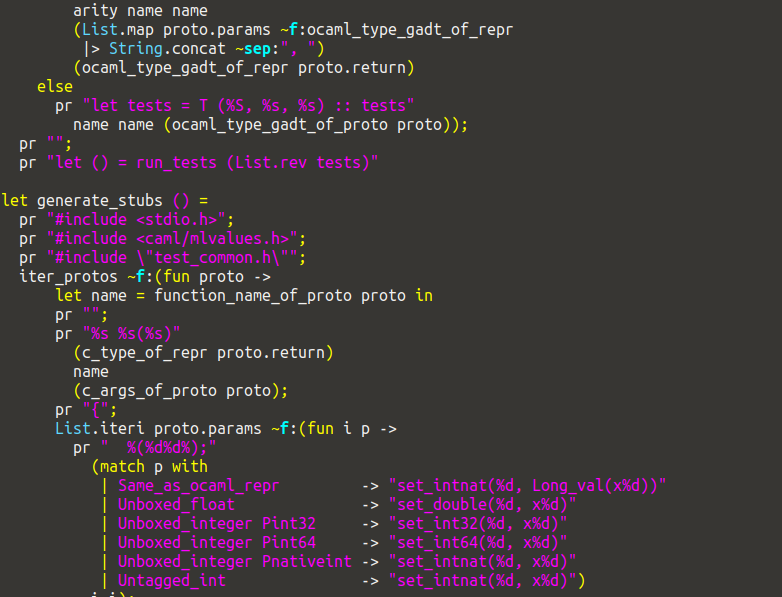 arity name name
        (List.map proto.params ~f:ocaml_type_gadt_of_repr
         |> String.concat ~sep:", ")
        (ocaml_type_gadt_of_repr proto.return)
    else
      pr "let tests = T (%S, %s, %s) :: tests"
        name name (ocaml_type_gadt_of_proto proto));
  pr "";
  pr "let () = run_tests (List.rev tests)"

let generate_stubs () =
  pr "#include <stdio.h>";
  pr "#include <caml/mlvalues.h>";
  pr "#include \"test_common.h\"";
  iter_protos ~f:(fun proto ->
      let name = function_name_of_proto proto in
      pr "";
      pr "%s %s(%s)"
        (c_type_of_repr proto.return)
        name
        (c_args_of_proto proto);
      pr "{";
      List.iteri proto.params ~f:(fun i p ->
        pr "  %(%d%d%);"
          (match p with
           | Same_as_ocaml_repr         -> "set_intnat(%d, Long_val(x%d))"
           | Unboxed_float              -> "set_double(%d, x%d)"
           | Unboxed_integer Pint32     -> "set_int32(%d, x%d)"
           | Unboxed_integer Pint64     -> "set_int64(%d, x%d)"
           | Unboxed_integer Pnativeint -> "set_intnat(%d, x%d)"
           | Untagged_int               -> "set_intnat(%d, x%d)")
          i i);